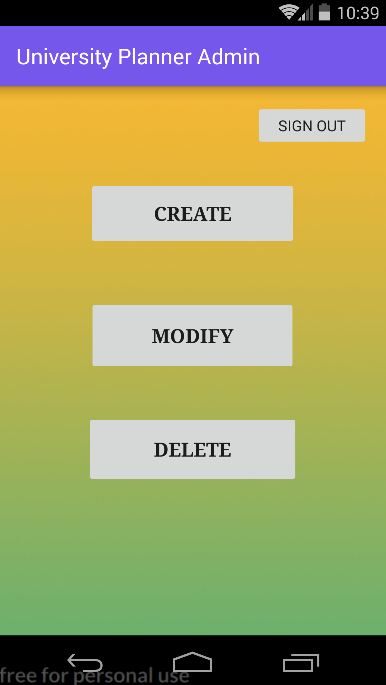 10:39
University Planner Admin
SIGN OUT
CREATE
MODIFY
DELETE
free for personal use